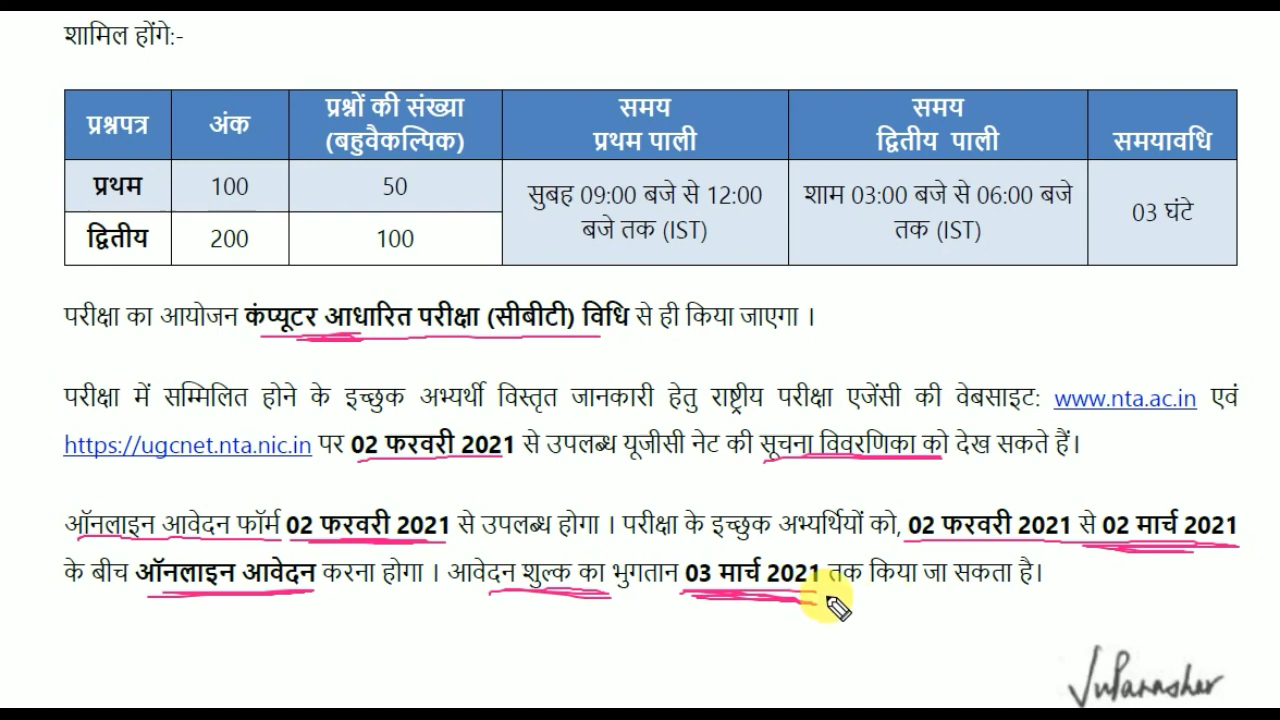 शामिल होंगे:-
प्रश्नपत्र अंक प्रश्नों की संख्या (बहुवैकल्पिक) समय प्रथम पाली समय द्वितीय पाली समयावधि
प्रथम 100 50 सुबह 09:00 बजे से 12:00 बजे तक (IST) शाम 03:00 बजे से 06:00 बजे तक (IST) 03 घंटे
द्वितीय 200 100
परीक्षा का आयोजन कंप्यूटर आधारित परीक्षा (सीबीटी) विधि से ही किया जाएगा ।
परीक्षा में सम्मिलित होने के इच्छुक अभ्यर्थी विस्तृत जानकारी हेतु राष्ट्रीय परीक्षा एजेंसी की वेबसाइट: www.nta.ac.in एवं
https://ugcnet.nta.nic.in पर 02 फरवरी 2021 से उपलब्ध यूजीसी नेट की सूचना विवरणिका को देख सकते हैं।
ऑनलाइन आवेदन फॉर्म 02 फरवरी 2021 से उपलब्ध होगा । परीक्षा के इच्छुक अभ्यर्थियों को, 02 फरवरी 2021 से 02 मार्च 2021
के बीच ऑनलाइन आवेदन करना होगा । आवेदन शुल्क का भुगतान 03 मार्च 2021 तक किया जा सकता है।